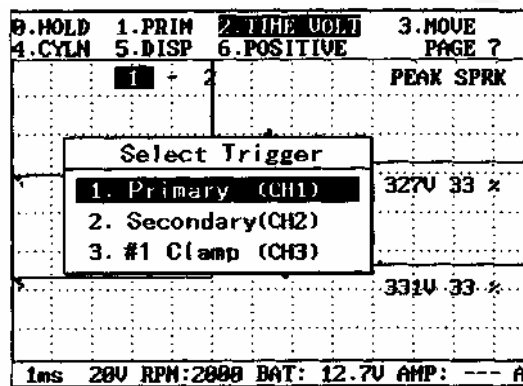 0.HOLD 1.PRIM 2.TIME VOLT 3.MOVE
4.CYLN 5.DISP 6.POSITIVE PAGE ?
1 ÷ 2 PEAK SPRK
Select Trigger
1. Primary (CH1)
2. Secondary(CH2)
3. #1 Clamp (CH3)
327V 33 %
331V 33 %
1ms 20V RPM:2000 BAT: 12.7V AMP: --- A